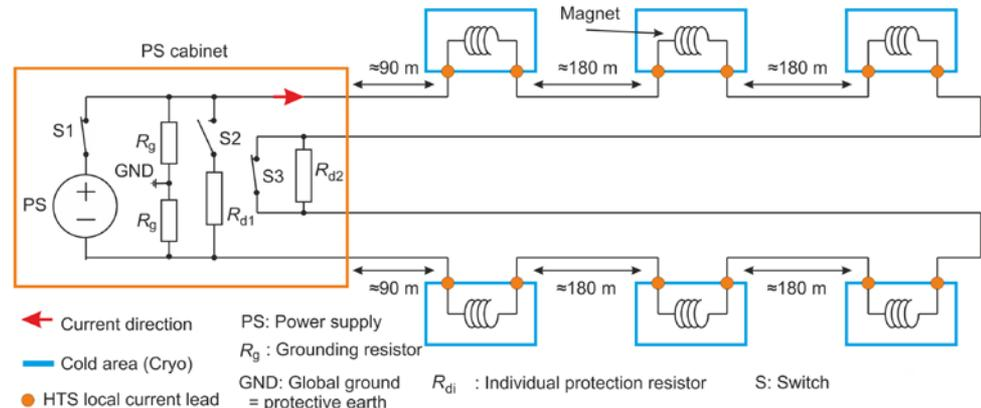 Magnet
PS cabinet
≈90 m
≈180 m
≈180 m
S1
Rg
S2
GND
S3
Rd2
PS
+
−
Rg
Rd1
≈90 m
≈180 m
≈180 m
Current direction
PS: Power supply
Cold area (Cryo)
Rg : Grounding resistor
HTS local current lead
GND: Global ground
= protective earth
Rdi : Individual protection resistor
S: Switch